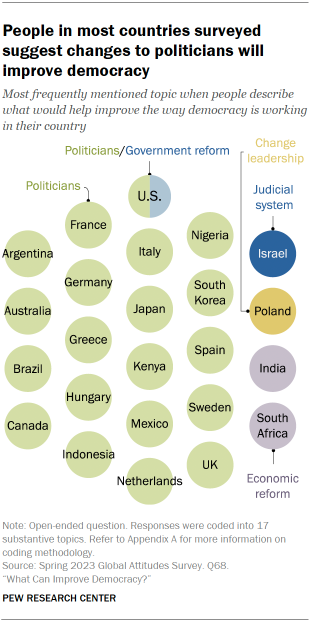 People in most countries surveyed
suggest changes to politicians will
improve democracy
Most frequently mentioned topic when people describe
what would help improve the way democracy is working
in their country
Politicians/Government reform
Change
leadership
Politicians
Judicial
system
U.S.
France
Nigeria
Argentina
Italy
Israel
Germany
South
Korea
Australia
Japan
Poland
Greece
Spain
Brazil
Kenya
India
Hungary
Sweden
Canada
Mexico
South
Africa
Indonesia
UK
Netherlands
Economic
reform
Note: Open-ended question. Responses were coded into 17
substantive topics. Refer to Appendix A for more information on
coding methodology.
Source: Spring 2023 Global Attitudes Survey. Q68.
“What Can Improve Democracy?”
PEW RESEARCH CENTER